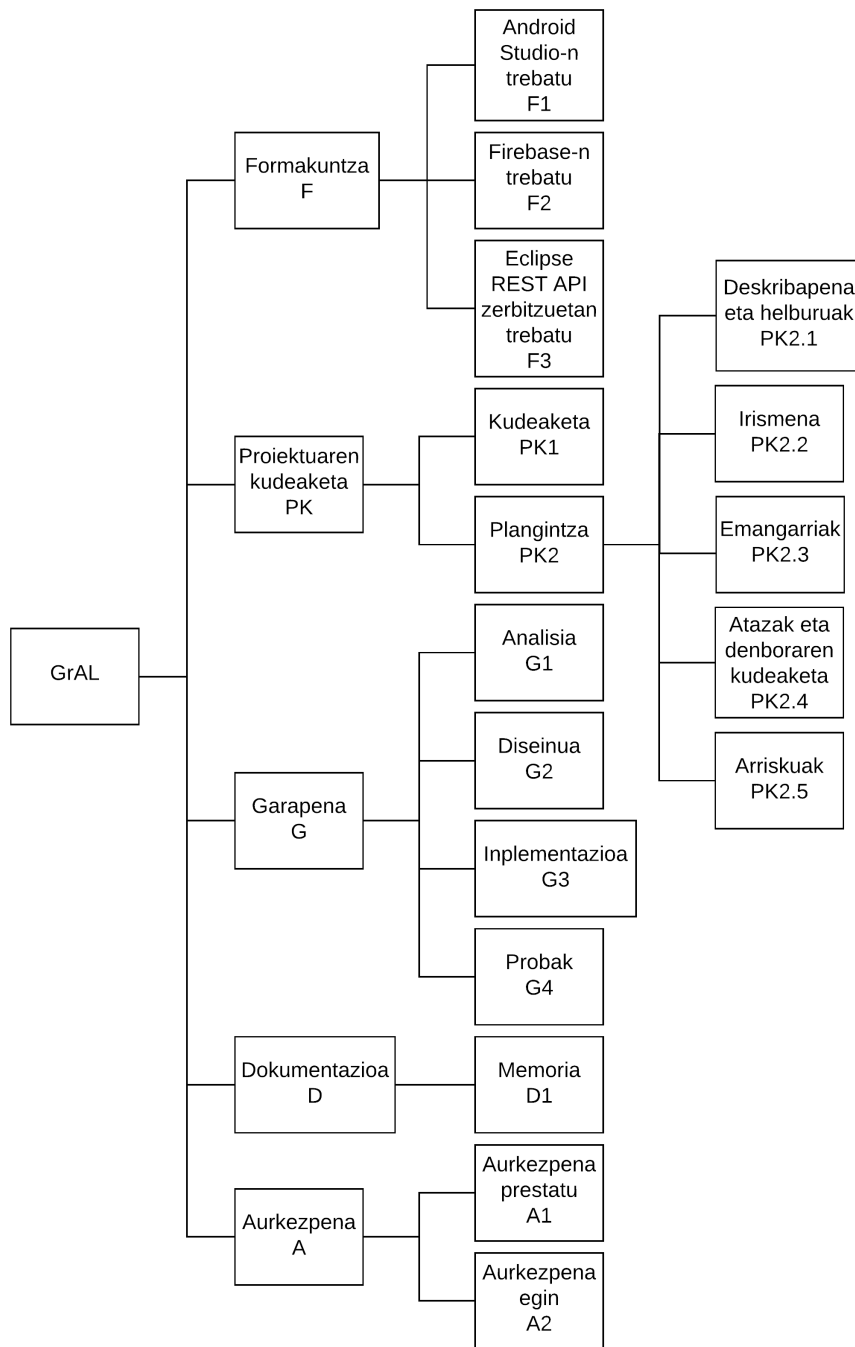 GrAL
Formakuntza
F
Android
Studio-n
trebatu
F1
Firebase-n
trebatu
F2
Eclipse
REST API
zerbitzuetan
trebatu
F3
Proiektuaren
kudeaketa
PK
Kudeaketa
PK1
Plangintza
PK2
Deskribapena
eta helburuak
PK2.1
Irismena
PK2.2
Emangarriak
PK2.3
Atazak eta
denboraren
kudeaketa
PK2.4
Arriskuak
PK2.5
Garapena
G
Analisia
G1
Diseinua
G2
Inplementazioa
G3
Probak
G4
Dokumentazioa
D
Memoria
D1
Aurkezpena
A
Aurkezpena
prestatu
A1
Aurkezpena
egin
A2